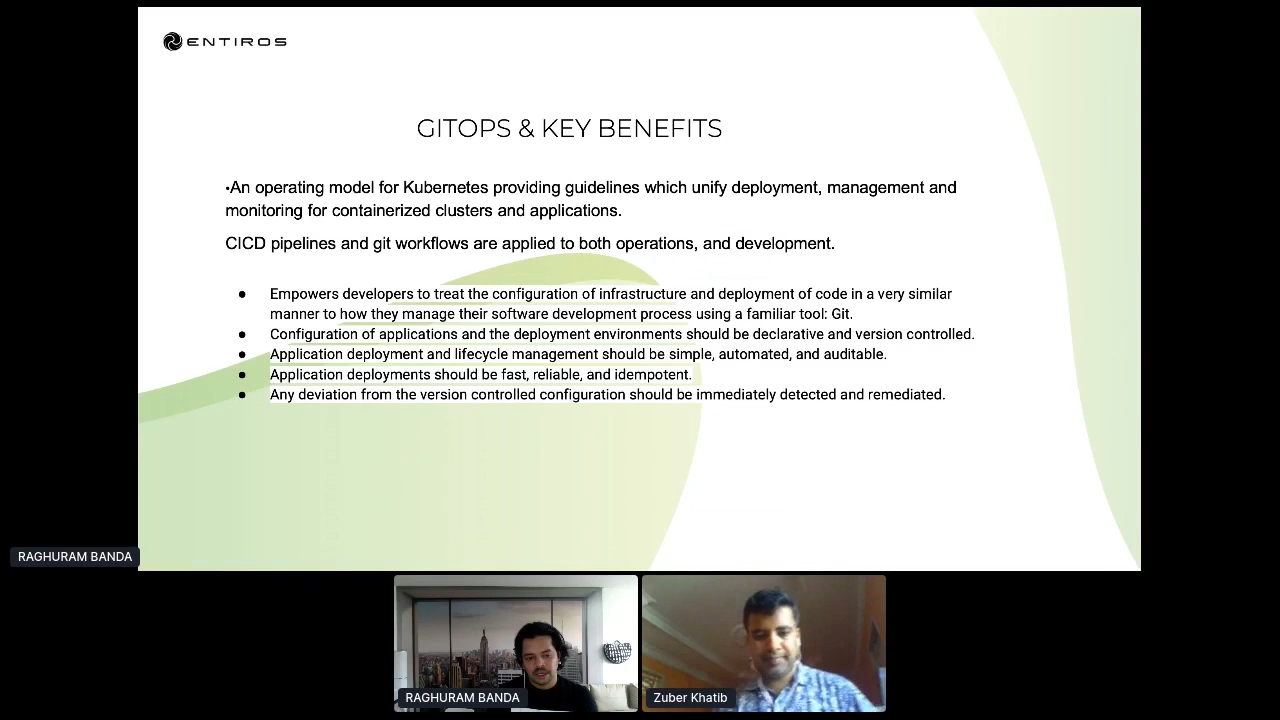 ENTIROS
GITOPS & KEY BENEFITS
•An operating model for Kubernetes providing guidelines which unify deployment, management and
monitoring for containerized clusters and applications.
CICD pipelines and git workflows are applied to both operations, and development.
● Empowers developers to treat the configuration of infrastructure and deployment of code in a very similar
manner to how they manage their software development process using a familiar tool: Git.
● Configuration of applications and the deployment environments should be declarative and version controlled.
● Application deployment and lifecycle management should be simple, automated, and auditable.
● Application deployments should be fast, reliable, and idempotent.
● Any deviation from the version controlled configuration should be immediately detected and remediated.
RAGHURAM BANDA
RAGHURAM BANDA
Zuber Khatib